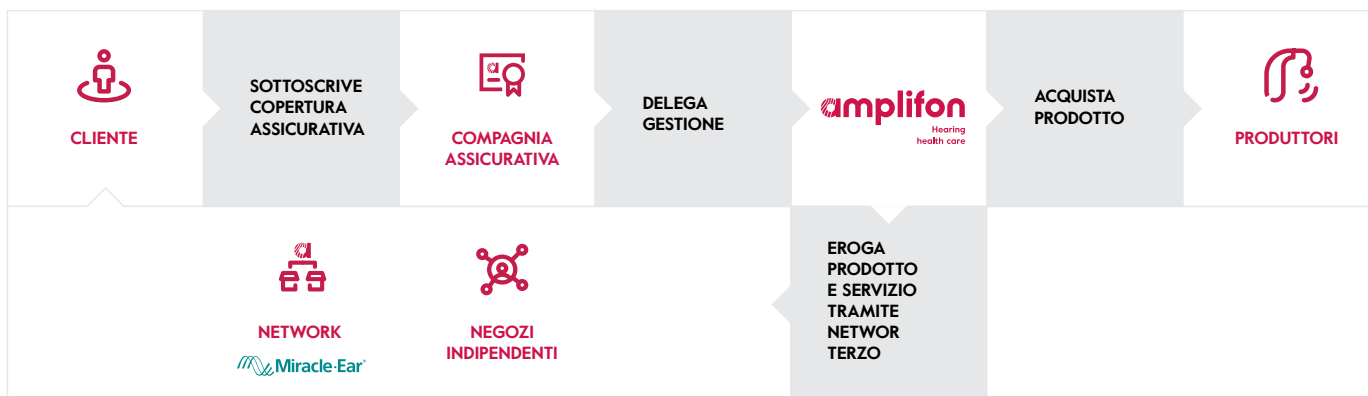 CLIENTE
SOTTOSCRIVE
COPERTURA
ASSICURATIVA
COMPAGNIA
ASSICURATIVA
DELEGA
GESTIONE
amplifon
Hearing
health care
ACQUISTA
PRODOTTO
PRODUTTORI
NETWORK
Miracle-Ear®
NEGOZI
INDIPENDENTI
EROGA
PRODOTTO
E SERVIZIO
TRAMITE
NETWOR
TERZO